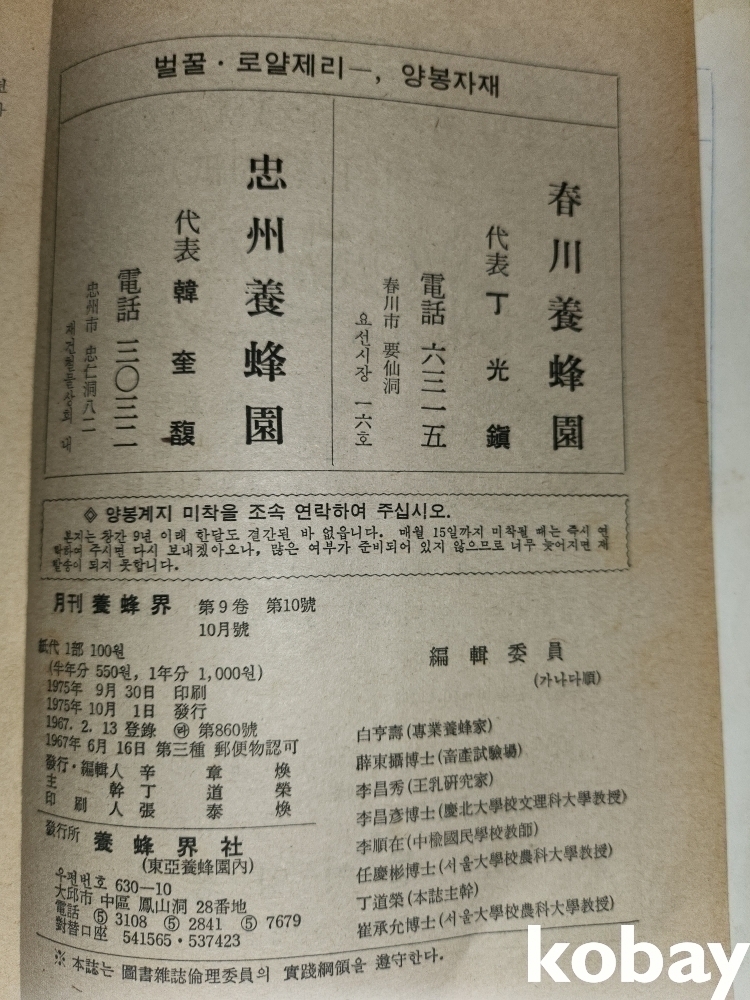 벌꿀·로얄제리—, 양봉자재
春川養蜂園
代表 丁光鎭
電話 六三一五
春川市 要仙洞
요선시장 一六호
忠州養蜂園
代表 韓奎馥
電話 三〇三二
忠州市 忠仁洞八二
재건철물상회 내
◇ 양봉계지 미착을 조속 연락하여 주십시오.
본지는 창간 9년 이래 한달도 결간된 바 없읍니다. 매월 15일까지 미착될 때는 즉시 연
락하여 주시면 다시 보내겠아오나, 많은 여부가 준비되어 있지 않으므로 너무 늦어지면 재
발송이 되지 못합니다.
月刊 養蜂界 第9卷 第10號
10月號
紙代 1部 100원
(半年分 550원, 1年分 1,000원)
1975年 9月 30日 印刷
1975年 10月 1日 發行
1967. 2. 13 登錄 ㉱ 第860號
1967年 6月 16日 第三種 郵便物認可
發行·編輯人 辛章煥
主幹 丁道榮
印刷人 張泰煥
發行所 養蜂界社
(東亞養蜂園內)
우편번호 630—10
大邱市 中區 鳳山洞 28番地
電話 ⑤ 3108 ⑤ 2841 ⑤ 7679
對替口座 541565·537423
編輯委員
(가나다順)
白亨壽(專業養蜂家)
薛東攝博士(畜產試驗場)
李昌秀(王乳硏究家)
李昌彥博士(慶北大學校文理科大學敎授)
李順在(中樑國民學校敎師)
任慶彬博士(서울大學校農科大學敎授)
丁道榮(本誌主幹)
崔承允博士(서울大學校農科大學敎授)
※ 本誌는 圖書雜誌倫理委員의 實踐綱領을 遵守한다.
kobay